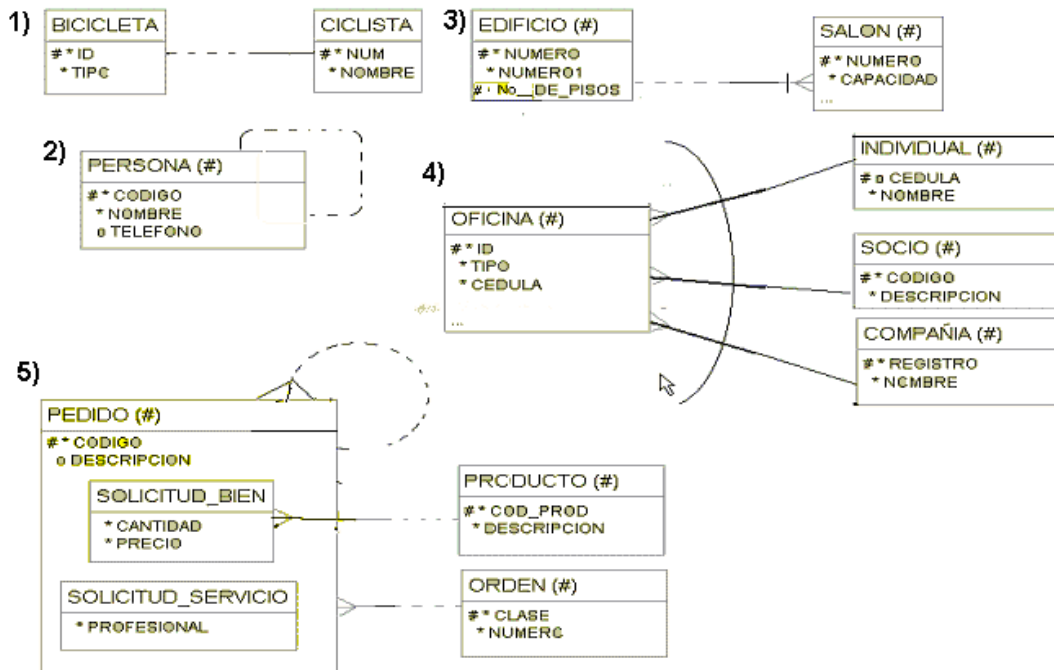 1)
BICICLETA
#* ID
* TIPO
CICLISTA
#* NUM
* NOMBRE
3)
EDIFICIO (#)
#* NUMERO
* NUMERO1
#* No_DE_PISOS
SALON (#)
#* NUMERO
* CAPACIDAD
...
2)
PERSONA (#)
#* CODIGO
* NOMBRE
o TELEFONO
4)
OFICINA (#)
#* ID
* TIPO
* CEDULA
...
INDIVIDUAL (#)
# o CEDULA
* NOMBRE
SOCIO (#)
#* CODIGO
* DESCRIPCION
COMPAÑIA (#)
#* REGISTRO
* NOMBRE
5)
PEDIDO (#)
#* CODIGO
o DESCRIPCION
SOLICITUD_BIEN
* CANTIDAD
* PRECIO
SOLICITUD_SERVICIO
* PROFESIONAL
PRODUCTO (#)
#* COD_PROD
* DESCRIPCION
ORDEN (#)
#* CLASE
* NUMERO